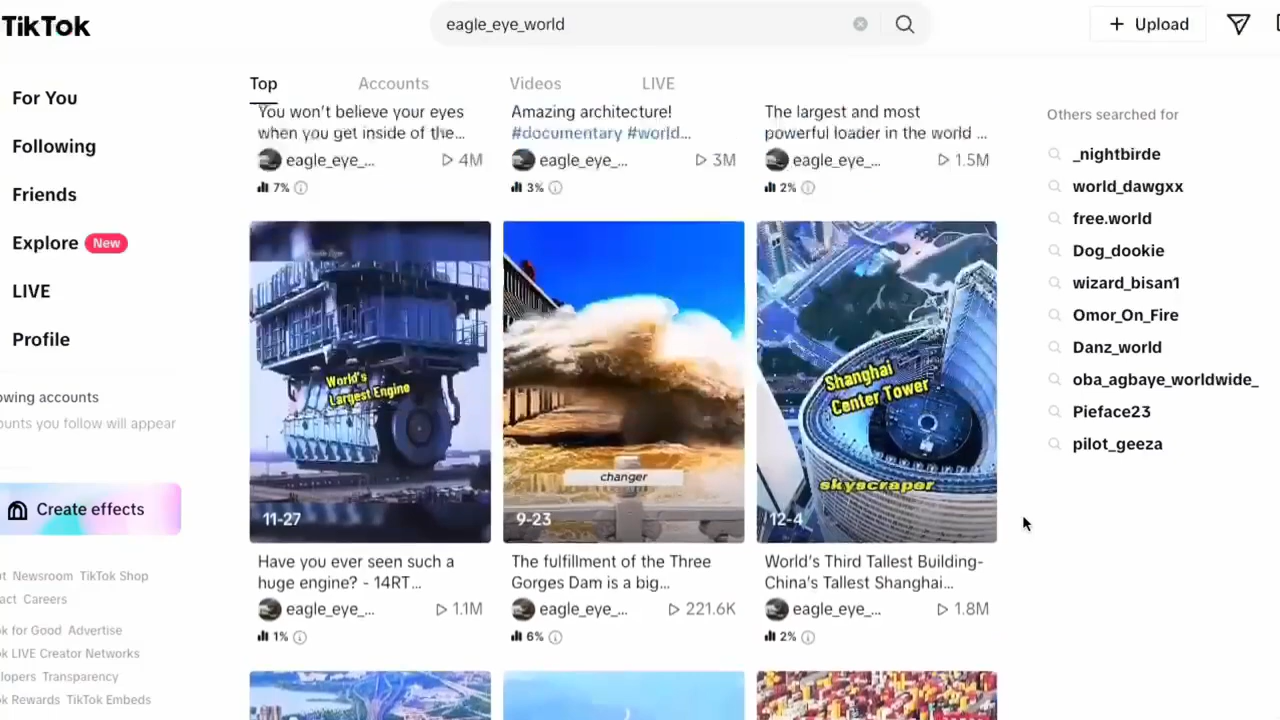 TikTok
eagle_eye_world
Upload
For You
Following
Friends
Explore New
LIVE
Profile
owing accounts
ounts you follow will appear
Create effects
Newsroom TikTok Shop
Careers
k for Good Advertise
k LIVE Creator Networks
Transparency
k Rewards TikTok Embeds
Top Accounts Videos LIVE
You won't believe your eyes
when you get inside of the...
eagle_eye_... 4M
7%
Amazing architecture!
#documentary #world...
eagle_eye_... 3M
3%
The largest and most
powerful loader in the world ...
eagle_eye_... 1.5M
2%
World's
Largest Engine
11-27
Have you ever seen such a
huge engine? - 14RT...
eagle_eye_... 1.1M
1%
changer
9-23
The fulfillment of the Three
Gorges Dam is a big...
eagle_eye_... 221.6K
6%
Shanghai
Center Tower
skyscraper
12-4
World's Third Tallest Building-
China's Tallest Shanghai...
eagle_eye_... 1.8M
2%
Others searched for
_nightbirde
world_dawgxx
free.world
Dog_dookie
wizard_bisan1
Omor_On_Fire
Danz_world
oba_agbaye_worldwide_
Pieface23
pilot_geeza